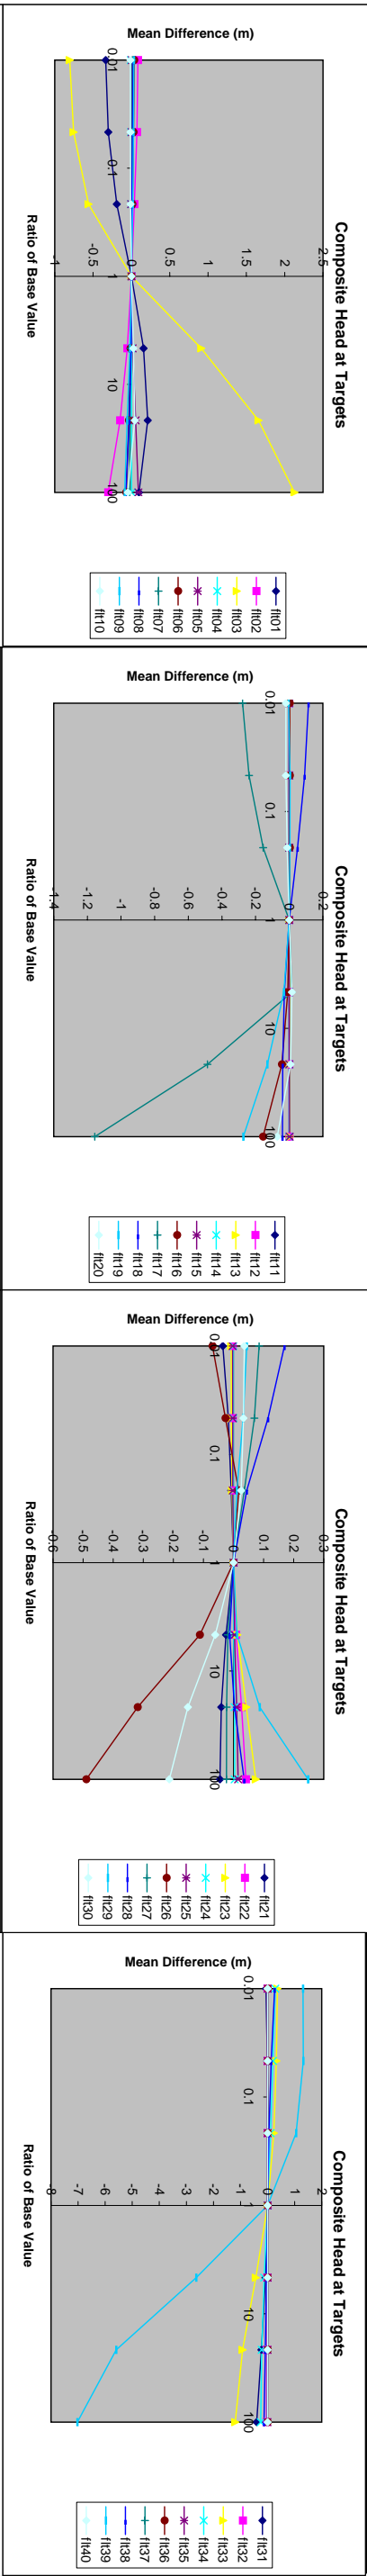 Composite Head at Targets
Mean Difference (m)
2.5
2
1.5
1
0.5
0
-0.5
-1
0.01
0.1
1
10
100
Ratio of Base Value
flt01
flt02
flt03
flt04
flt05
flt06
flt07
flt08
flt09
flt10
Composite Head at Targets
Mean Difference (m)
0.2
0
-0.2
-0.4
-0.6
-0.8
-1
-1.2
-1.4
0.01
0.1
1
10
100
Ratio of Base Value
flt11
flt12
flt13
flt14
flt15
flt16
flt17
flt18
flt19
flt20
Composite Head at Targets
Mean Difference (m)
0.3
0.2
0.1
0
-0.1
-0.2
-0.3
-0.4
-0.5
-0.6
0.01
0.1
1
10
100
Ratio of Base Value
flt21
flt22
flt23
flt24
flt25
flt26
flt27
flt28
flt29
flt30
Composite Head at Targets
Mean Difference (m)
2
1
0
-1
-2
-3
-4
-5
-6
-7
-8
0.01
0.1
1
10
100
Ratio of Base Value
flt31
flt32
flt33
flt34
flt35
flt36
flt37
flt38
flt39
flt40